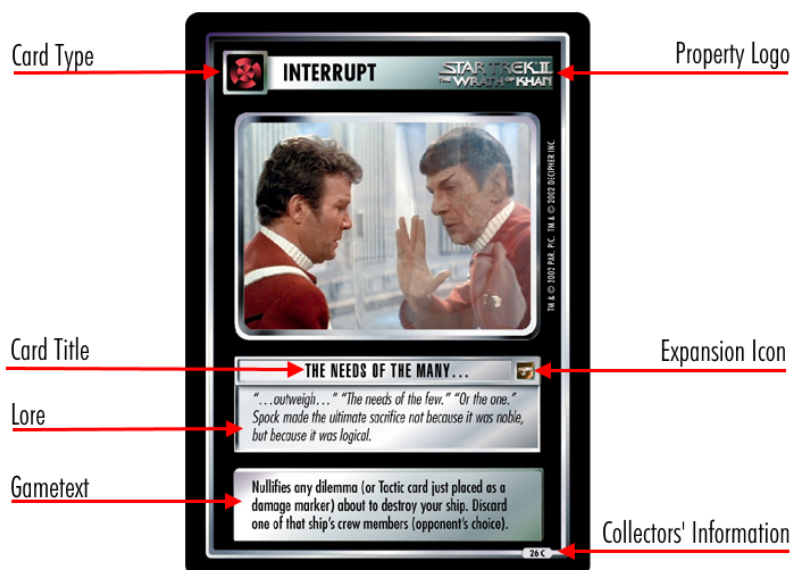 Card Type
INTERRUPT
STAR TREK II
THE WRATH OF KHAN
Property Logo
TM & © 2002 PAR. PIC. TM & © 2002 DECIPHER INC.
Card Title
THE NEEDS OF THE MANY...
Expansion Icon
Lore
"...outweigh..." "The needs of the few." "Or the one."
Spock made the ultimate sacrifice not because it was noble,
but because it was logical.
Gametext
Nullifies any dilemma (or Tactic card just placed as a
damage marker) about to destroy your ship. Discard
one of that ship's crew members (opponent's choice).
Collectors' Information
26 C